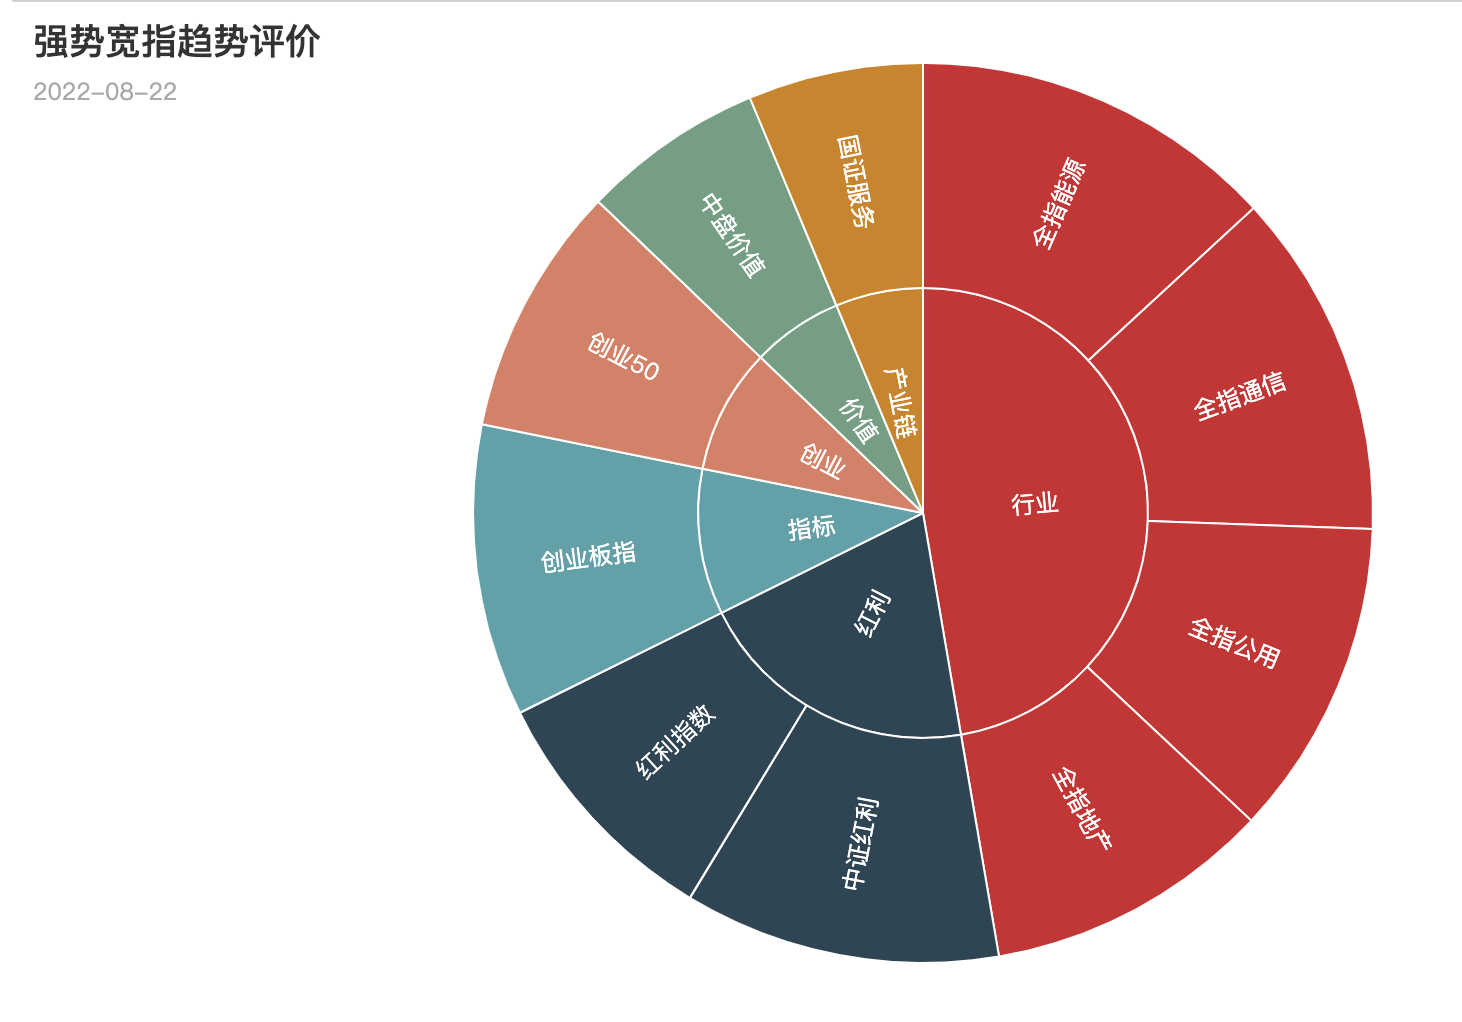 强势宽指趋势评价
2022-08-22
国证服务
全指能源
中盘价值
创业50
全指通信
产业链
价值
创业
行业
指标
创业板指
红利
全指公用
红利指数
全指地产
中证红利